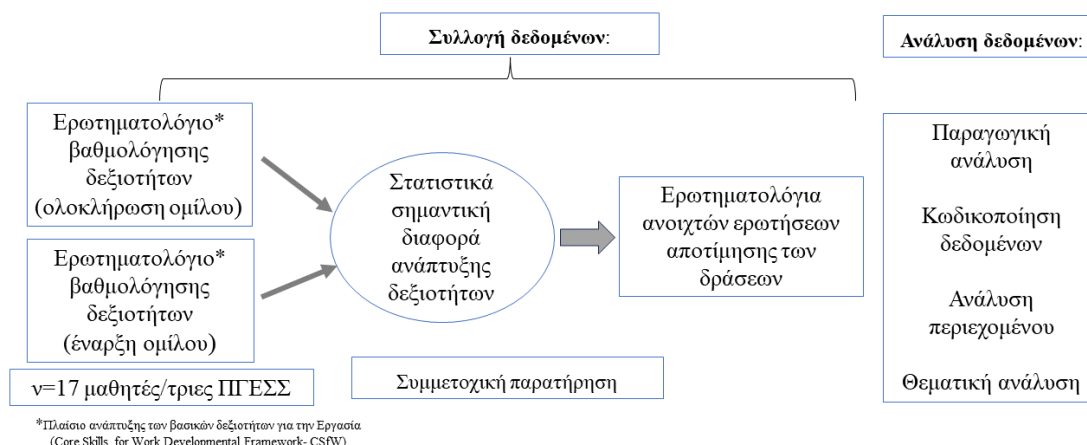 Συλλογή δεδομένων:
Ανάλυση δεδομένων:
Ερωτηματολόγιο*
βαθμολόγησης
δεξιοτήτων
(ολοκλήρωση ομίλου)
Ερωτηματολόγιο*
βαθμολόγησης
δεξιοτήτων
(έναρξη ομίλου)
ν=17 μαθητές/τριες ΠΓΕΣΣ
*Πλαίσιο ανάπτυξης των βασικών δεξιοτήτων για την Εργασία
(Core Skills for Work Developmental Framework- CSfW)
Στατιστικά
σημαντική
διαφορά
ανάπτυξης
δεξιοτήτων
Συμμετοχική παρατήρηση
Ερωτηματολόγια
ανοιχτών ερωτήσεων
αποτίμησης των
δράσεων
Παραγωγική
ανάλυση
Κωδικοποίηση
δεδομένων
Ανάλυση
περιεχομένου
Θεματική ανάλυση